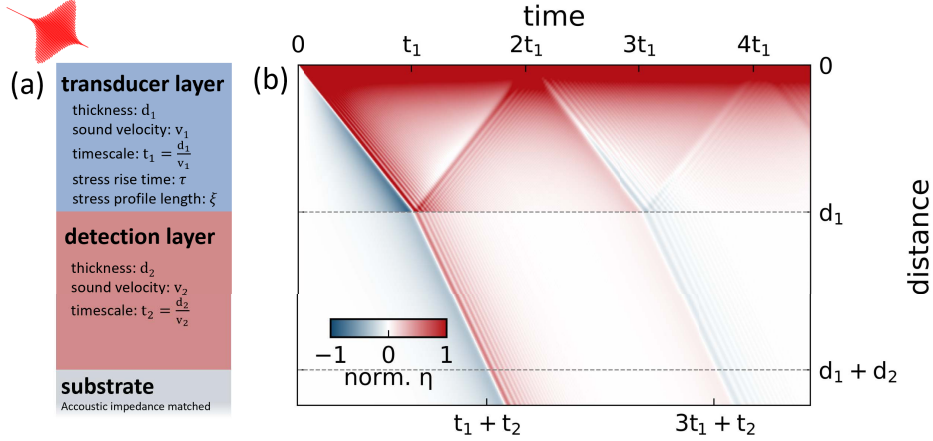 (a)
transducer layer
thickness: d₁
sound velocity: v₁
timescale: t₁ = d₁/v₁
stress rise time: τ
stress profile length: ξ
detection layer
thickness: d₂
sound velocity: v₂
timescale: t₂ = d₂/v₂
substrate
Accoustic impedance matched
(b)
time
0 t₁ 2t₁ 3t₁ 4t₁
0
d₁
distance
d₁ + d₂
−1 0 1
norm. η
t₁ + t₂ 3t₁ + t₂